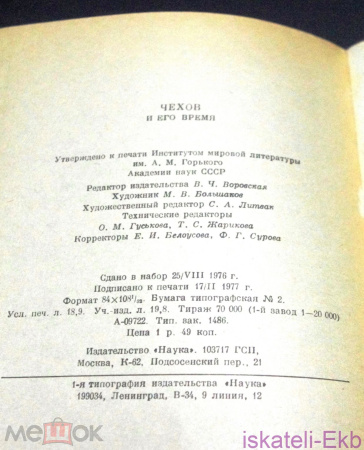 ЧЕХОВ
И ЕГО ВРЕМЯ
Утверждено к печати Институтом мировой литературы
им. А. М. Горького
Академии наук СССР
Редактор издательства В. Ч. Воровская
Художник М. В. Большаков
Художественный редактор С. А. Литвак
Технические редакторы
О. М. Гуськова, Т. С. Жарикова
Корректоры Е. И. Белоусова, Ф. Г. Сурова
Сдано в набор 25/VIII 1976 г.
Подписано к печати 17/II 1977 г.
Формат 84×108¹/₃₂. Бумага типографская № 2.
Усл. печ. л. 18,9. Уч.-изд. л. 19,8. Тираж 70 000 (1-й завод 1—20 000)
А-09722. Тип. зак. 1486.
Цена 1 р. 49 коп.
Издательство «Наука». 103717 ГСП,
Москва, К-62, Подсосенский пер., 21
1-я типография издательства «Наука»
199034, Ленинград, В-34, 9 линия, 12
МЕШОК
iskateli-Ekb